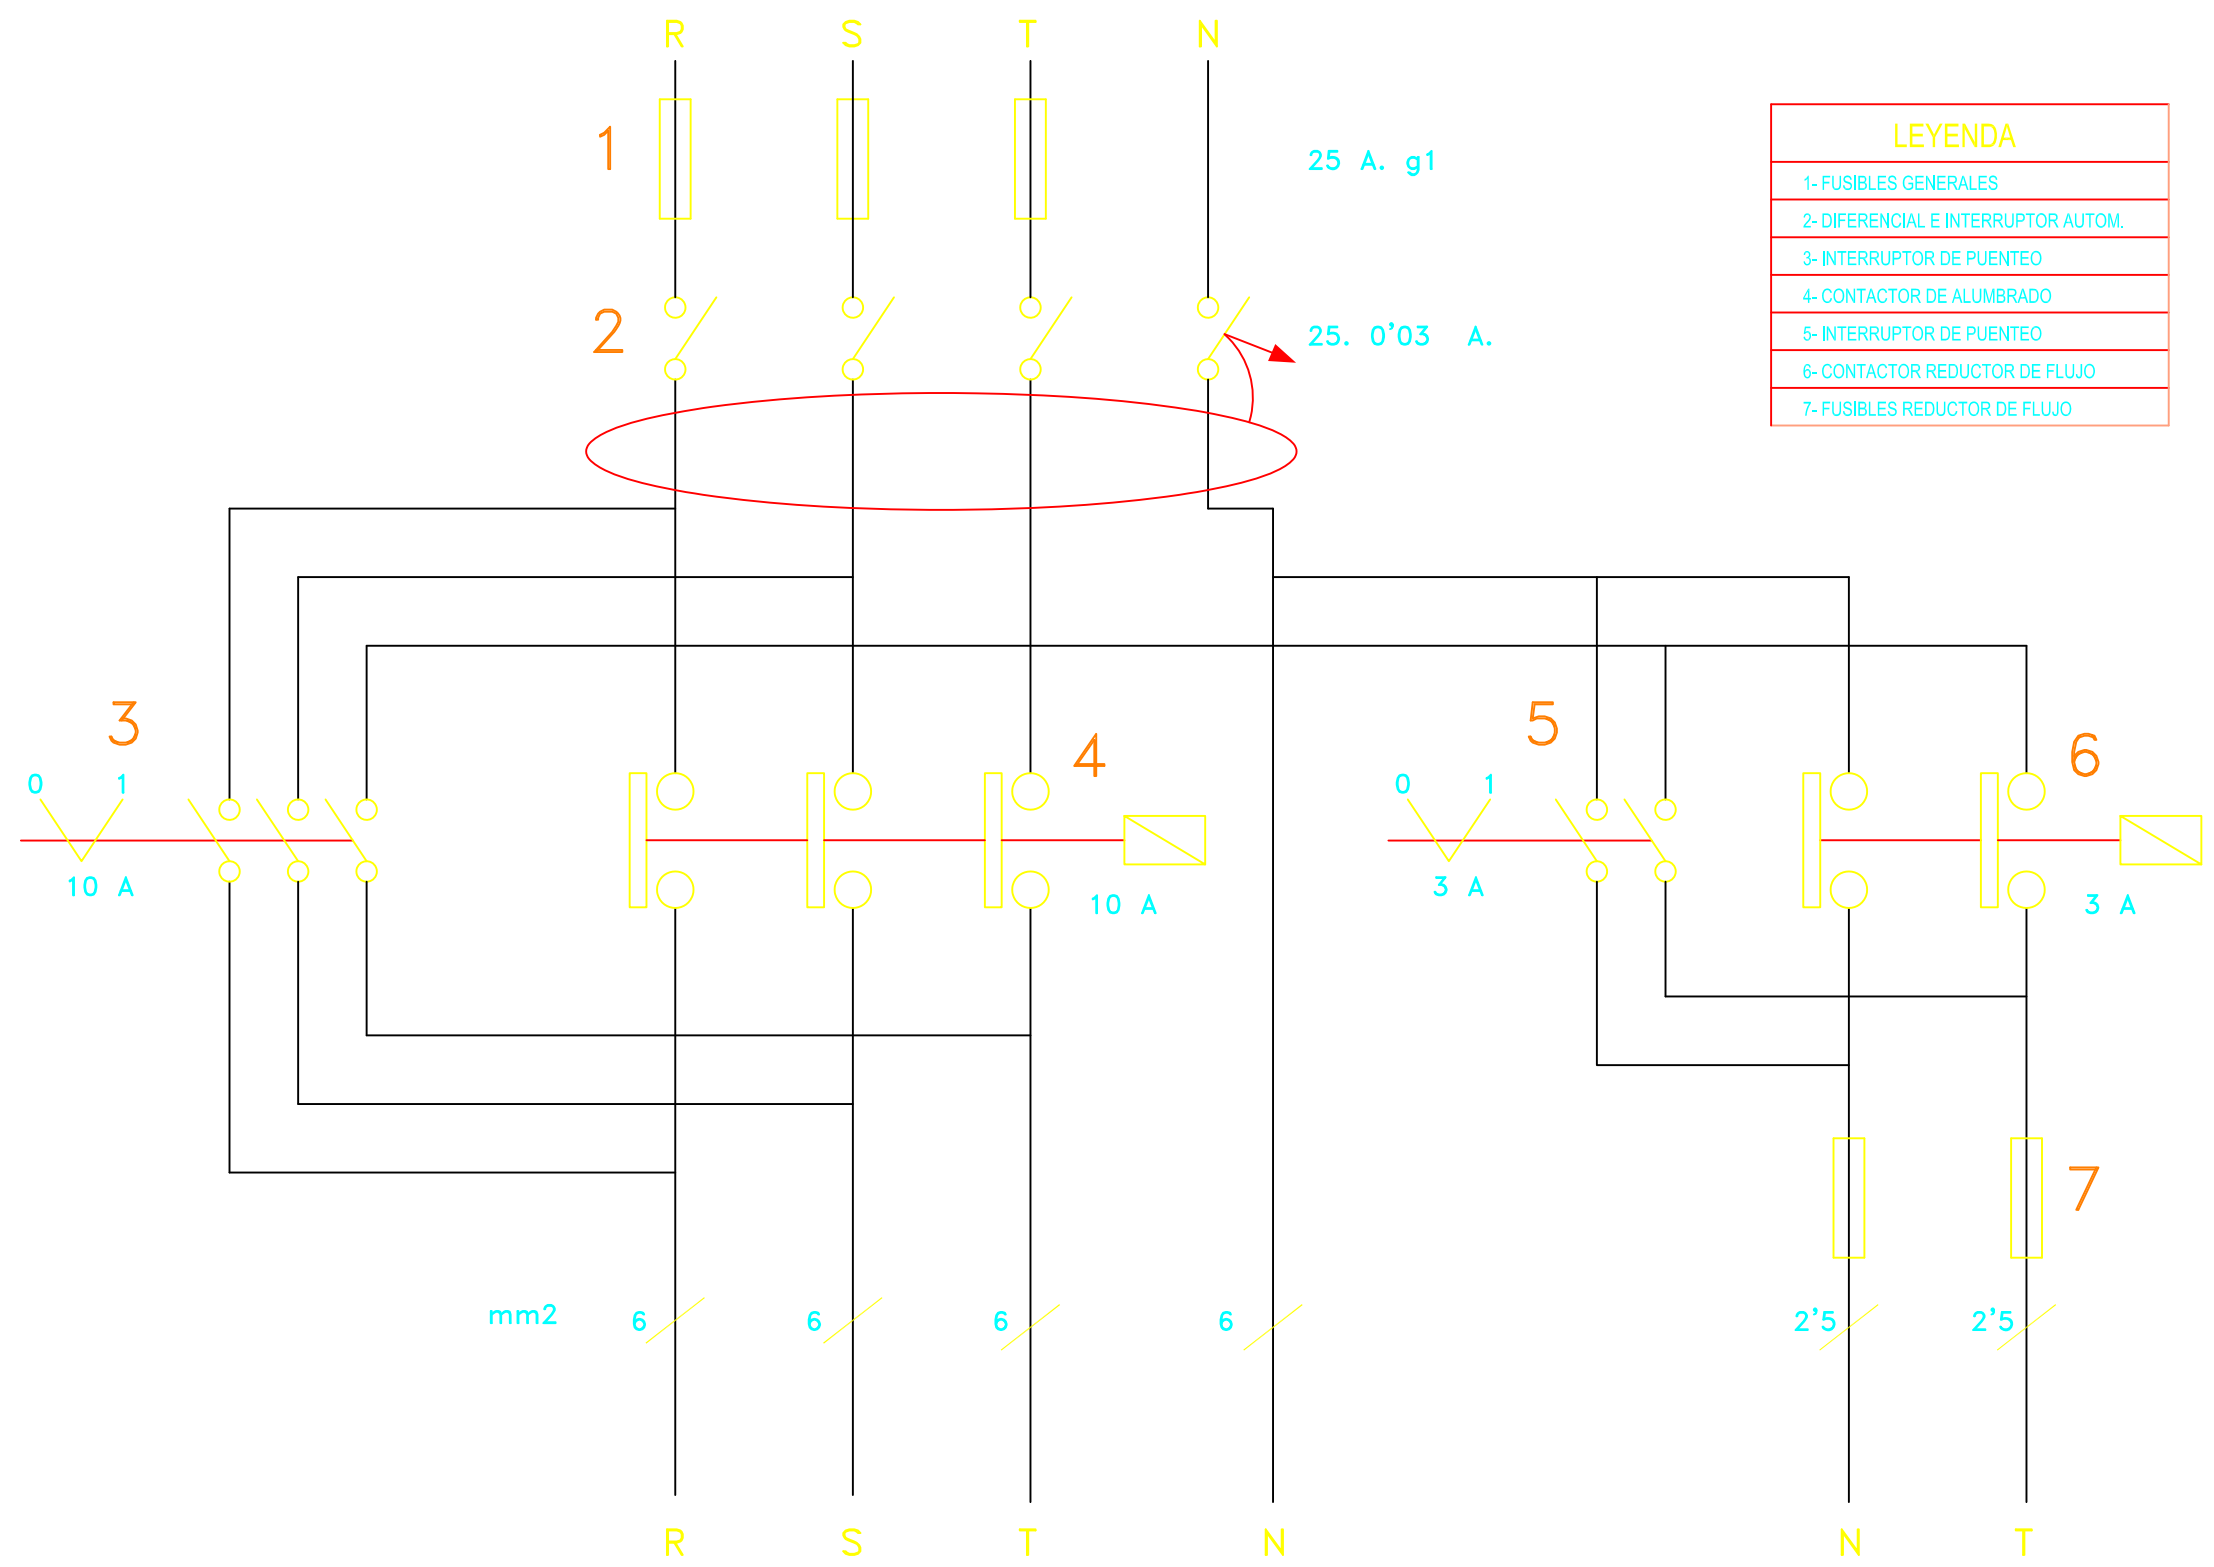 R S T N
1
25 A. g1
LEYENDA
1- FUSIBLES GENERALES
2- DIFERENCIAL E INTERRUPTOR AUTOM.
3- INTERRUPTOR DE PUENTEO
4- CONTACTOR DE ALUMBRADO
5- INTERRUPTOR DE PUENTEO
6- CONTACTOR REDUCTOR DE FLUJO
7- FUSIBLES REDUCTOR DE FLUJO
2
25. 0'03 A.
3
0 1
10 A
4
10 A
5
0 1
3 A
6
3 A
7
mm2 6 6 6 6 2'5 2'5
R S T N N T